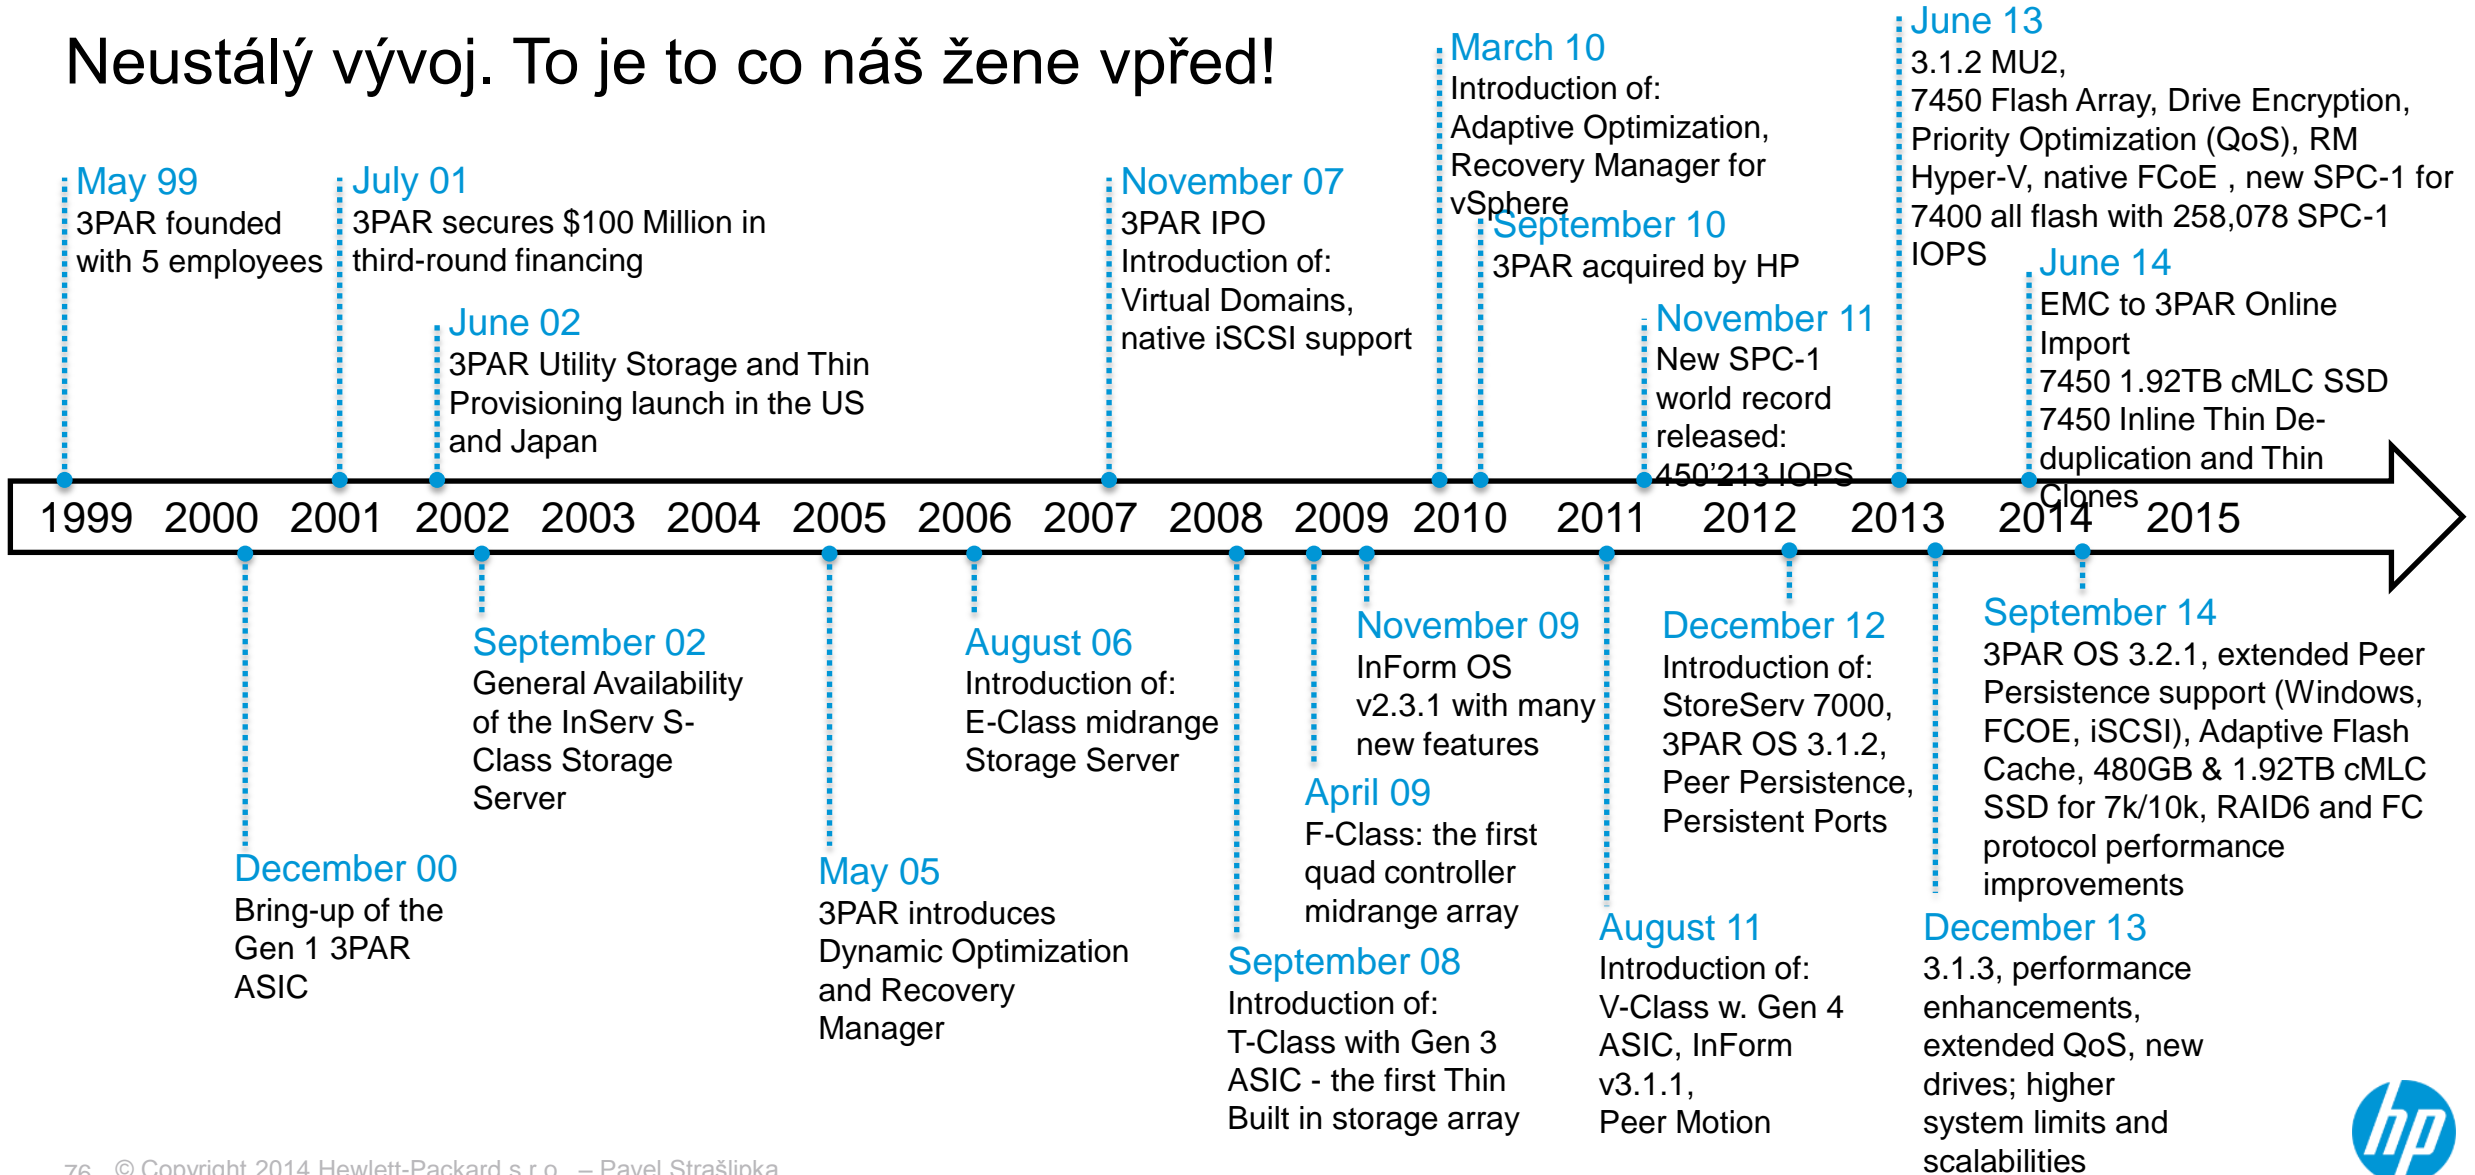 Neustálý vývoj. To je to co náš žene vpřed!
May 99
3PAR founded
with 5 employees
July 01
3PAR secures $100 Million in
third-round financing
June 02
3PAR Utility Storage and Thin
Provisioning launch in the US
and Japan
November 07
3PAR IPO
Introduction of:
Virtual Domains,
native iSCSI support
March 10
Introduction of:
Adaptive Optimization,
Recovery Manager for
vSphere
September 10
3PAR acquired by HP
November 11
New SPC-1
world record
released:
450’213 IOPS
June 13
3.1.2 MU2,
7450 Flash Array, Drive Encryption,
Priority Optimization (QoS), RM
Hyper-V, native FCoE , new SPC-1 for
7400 all flash with 258,078 SPC-1
IOPS
June 14
EMC to 3PAR Online
Import
7450 1.92TB cMLC SSD
7450 Inline Thin De-
duplication and Thin
Clones
1999 2000 2001 2002 2003 2004 2005 2006 2007 2008 2009 2010 2011 2012 2013 2014 2015
December 00
Bring-up of the
Gen 1 3PAR
ASIC
September 02
General Availability
of the InServ S-
Class Storage
Server
May 05
3PAR introduces
Dynamic Optimization
and Recovery
Manager
August 06
Introduction of:
E-Class midrange
Storage Server
September 08
Introduction of:
T-Class with Gen 3
ASIC - the first Thin
Built in storage array
April 09
F-Class: the first
quad controller
midrange array
November 09
InForm OS
v2.3.1 with many
new features
August 11
Introduction of:
V-Class w. Gen 4
ASIC, InForm
v3.1.1,
Peer Motion
December 12
Introduction of:
StoreServ 7000,
3PAR OS 3.1.2,
Peer Persistence,
Persistent Ports
December 13
3.1.3, performance
enhancements,
extended QoS, new
drives; higher
system limits and
scalabilities
September 14
3PAR OS 3.2.1, extended Peer
Persistence support (Windows,
FCOE, iSCSI), Adaptive Flash
Cache, 480GB & 1.92TB cMLC
SSD for 7k/10k, RAID6 and FC
protocol performance
improvements
76 © Copyright 2014 Hewlett-Packard s.r.o. – Pavel Strašlipka
hp